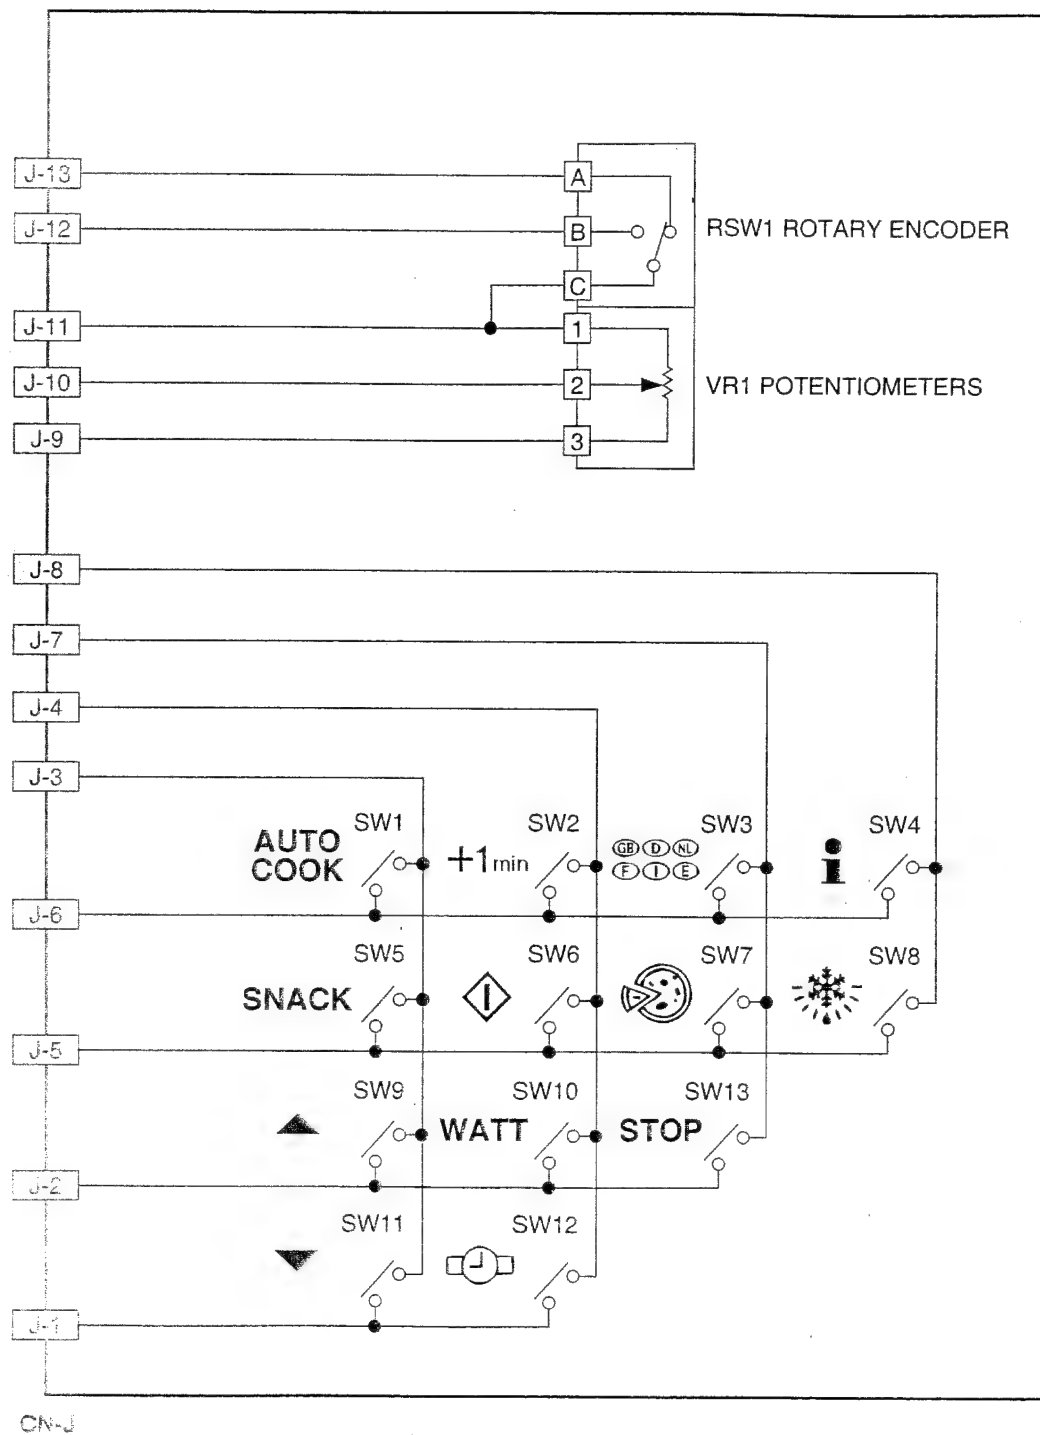 J-13
A
J-12
B
RSW1 ROTARY ENCODER
C
J-11
1
J-10
2
VR1 POTENTIOMETERS
J-9
3
J-8
J-7
J-4
J-3
SW1
SW2
SW3
SW4
AUTO
COOK
+1min
GB D NL
F I E
i
J-6
SW5
SW6
SW7
SW8
SNACK
J-5
SW9
SW10
SW13
WATT
STOP
J-2
SW11
SW12
J-1
CN-J